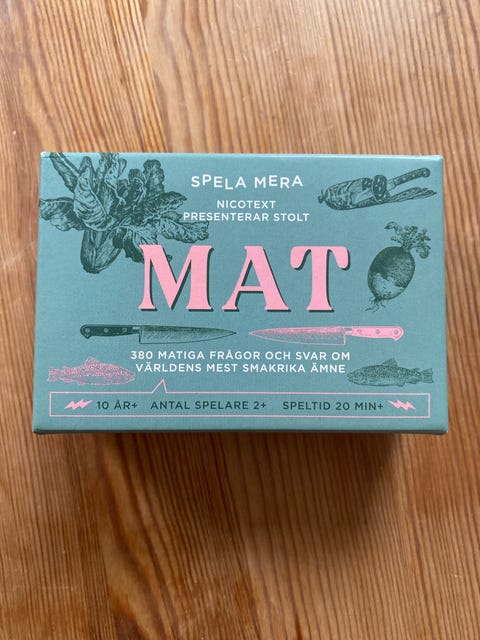 SPELA MERA
NICOTEXT
PRESENTERAR STOLT
MAT
380 MATIGA FRÅGOR OCH SVAR OM
VÄRLDENS MEST SMAKRIKA ÄMNE
10 ÅR+ ANTAL SPELARE 2+ SPELTID 20 MIN+